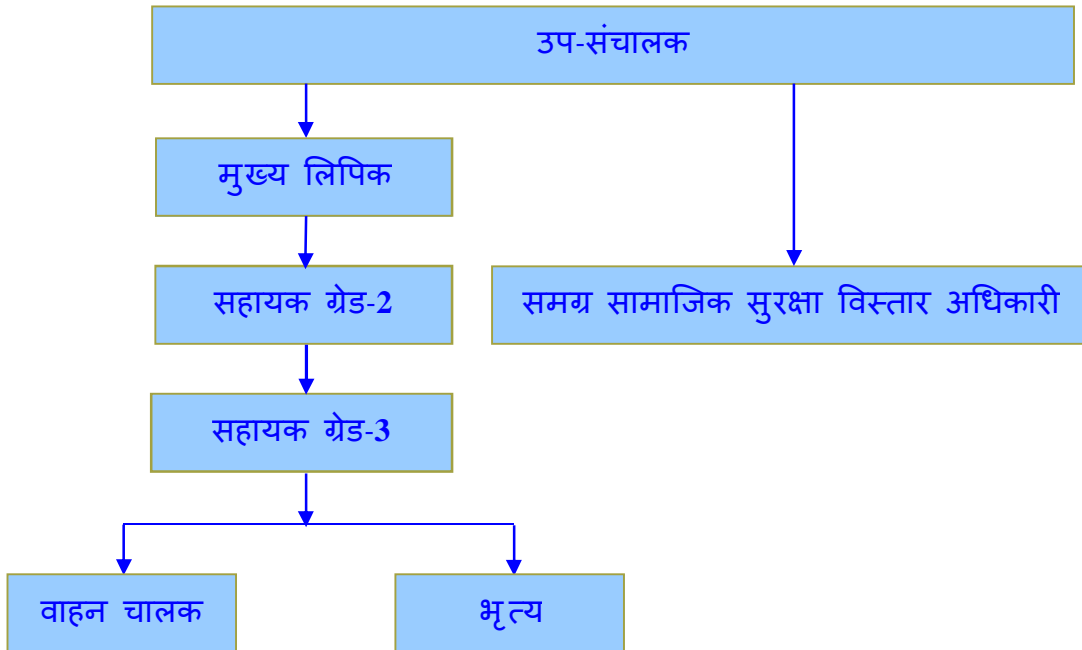 उप-संचालक
मुख्य लिपिक
सहायक ग्रेड-2
समग्र सामाजिक सुरक्षा विस्तार अधिकारी
सहायक ग्रेड-3
वाहन चालक
भृत्य